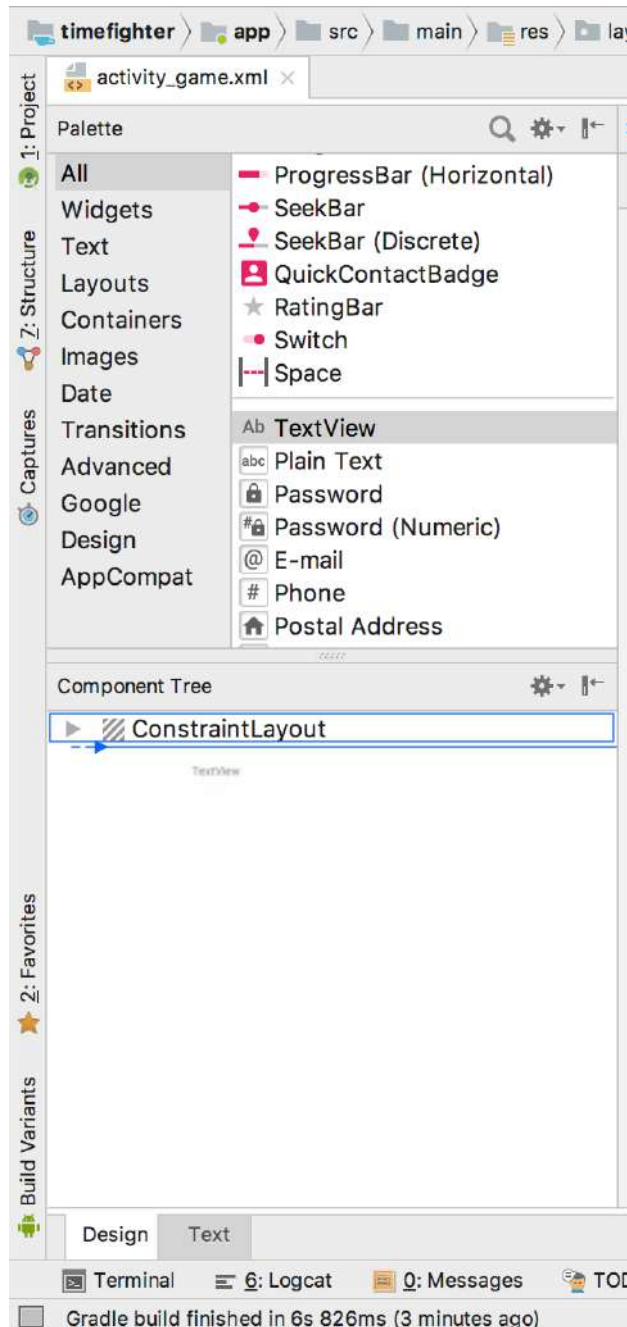 timefighter app src main res lay
activity_game.xml
Palette
All
Widgets
Text
Layouts
Containers
Images
Date
Transitions
Advanced
Google
Design
AppCompat
ProgressBar (Horizontal)
SeekBar
SeekBar (Discrete)
QuickContactBadge
RatingBar
Switch
Space
Ab TextView
abc Plain Text
Password
# Password (Numeric)
@ E-mail
# Phone
Postal Address
Component Tree
ConstraintLayout
TextView
1: Project
7: Structure
Captures
2: Favorites
Build Variants
Design Text
Terminal 6: Logcat 0: Messages TOD
Gradle build finished in 6s 826ms (3 minutes ago)